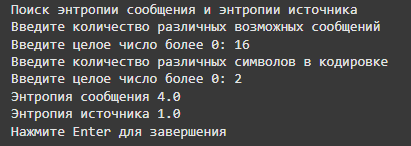 Поиск энтропии сообщения и энтропии источника
Введите количество различных возможных сообщений
Введите целое число более 0: 16
Введите количество различных символов в кодировке
Введите целое число более 0: 2
Энтропия сообщения 4.0
Энтропия источника 1.0
Нажмите Enter для завершения